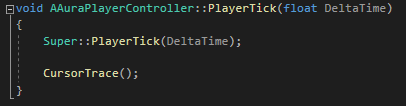 void AAuraPlayerController::PlayerTick(float DeltaTime)
{
Super::PlayerTick(DeltaTime);
CursorTrace();
}